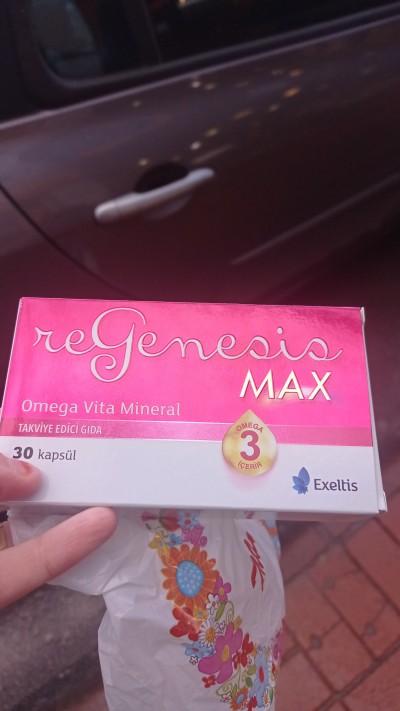 reGenesis
MAX
Omega Vita Mineral
TAKVİYE EDİCİ GIDA
30 kapsül
OMEGA
3
İÇERİR
Exeltis